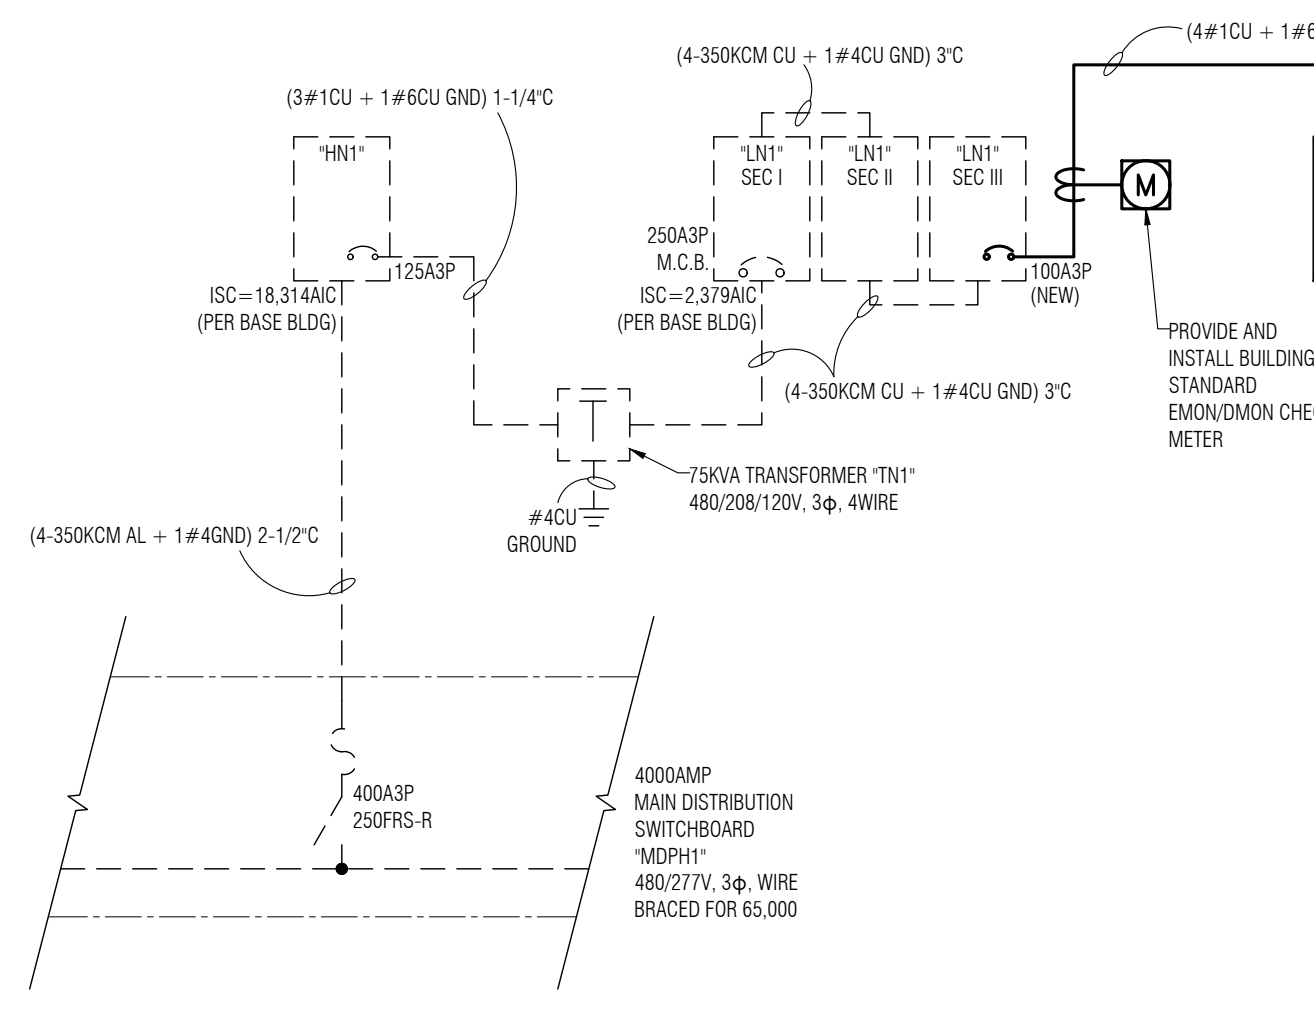 (4#1CU + 1#6
(4-350KCM CU + 1#4CU GND) 3"C
(3#1CU + 1#6CU GND) 1-1/4"C
"HN1"
125A3P
ISC=18,314AIC
(PER BASE BLDG)
"LN1"
SEC I
"LN1"
SEC II
"LN1"
SEC III
250A3P
M.C.B.
ISC=2,379AIC
(PER BASE BLDG)
100A3P
(NEW)
M
PROVIDE AND
INSTALL BUILDING
STANDARD
EMON/DMON CHE
METER
(4-350KCM CU + 1#4CU GND) 3"C
75KVA TRANSFORMER "TN1"
480/208/120V, 3ϕ, 4WIRE
#4CU
GROUND
(4-350KCM AL + 1#4GND) 2-1/2"C
400A3P
250FRS-R
4000AMP
MAIN DISTRIBUTION
SWITCHBOARD
"MDPH1"
480/277V, 3ϕ, WIRE
BRACED FOR 65,000